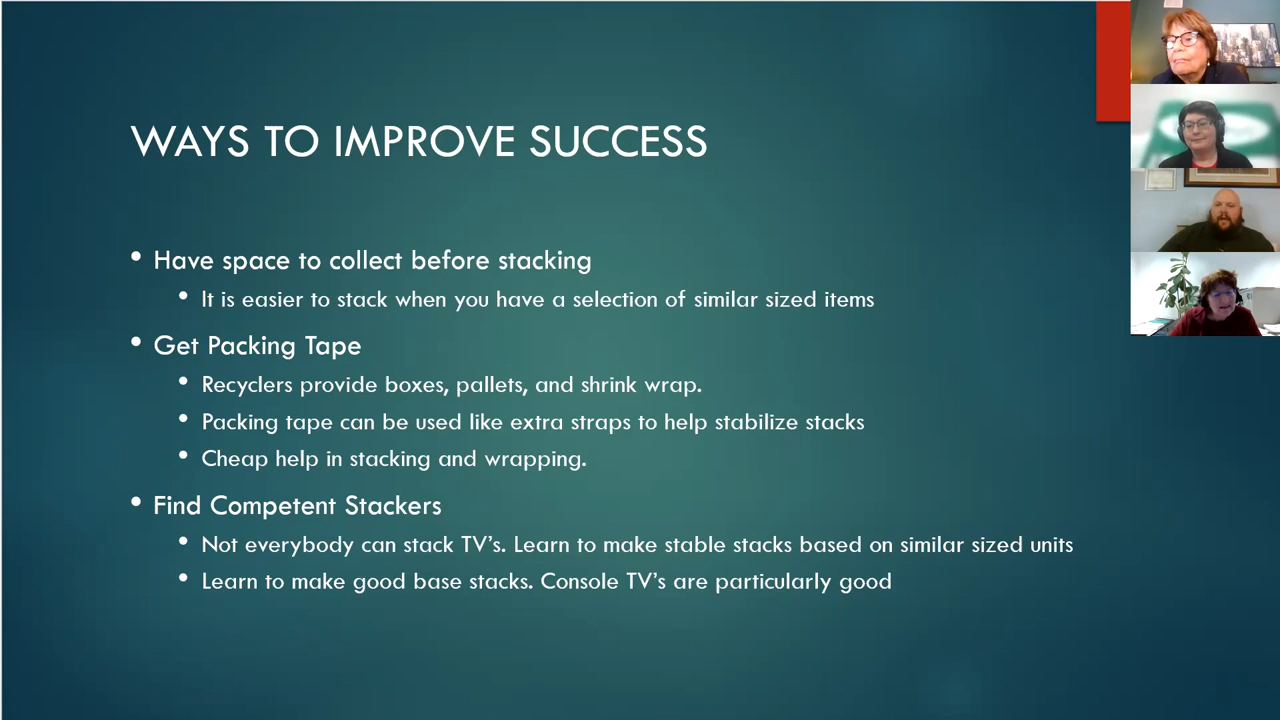 WAYS TO IMPROVE SUCCESS
• Have space to collect before stacking
• It is easier to stack when you have a selection of similar sized items
• Get Packing Tape
• Recyclers provide boxes, pallets, and shrink wrap.
• Packing tape can be used like extra straps to help stabilize stacks
• Cheap help in stacking and wrapping.
• Find Competent Stackers
• Not everybody can stack TV’s. Learn to make stable stacks based on similar sized units
• Learn to make good base stacks. Console TV’s are particularly good